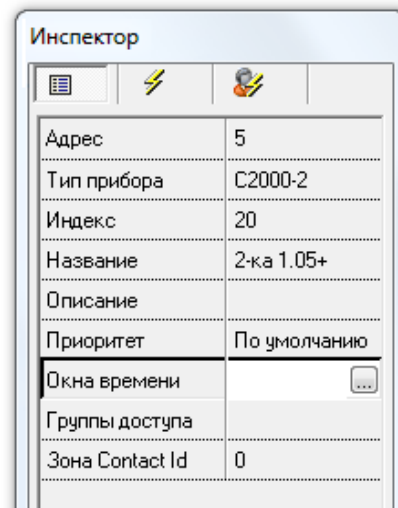 Инспектор
Адрес 5
Тип прибора С2000-2
Индекс 20
Название 2-ка 1.05+
Описание
Приоритет По умолчанию
Окна времени ...
Группы доступа
Зона Contact Id 0